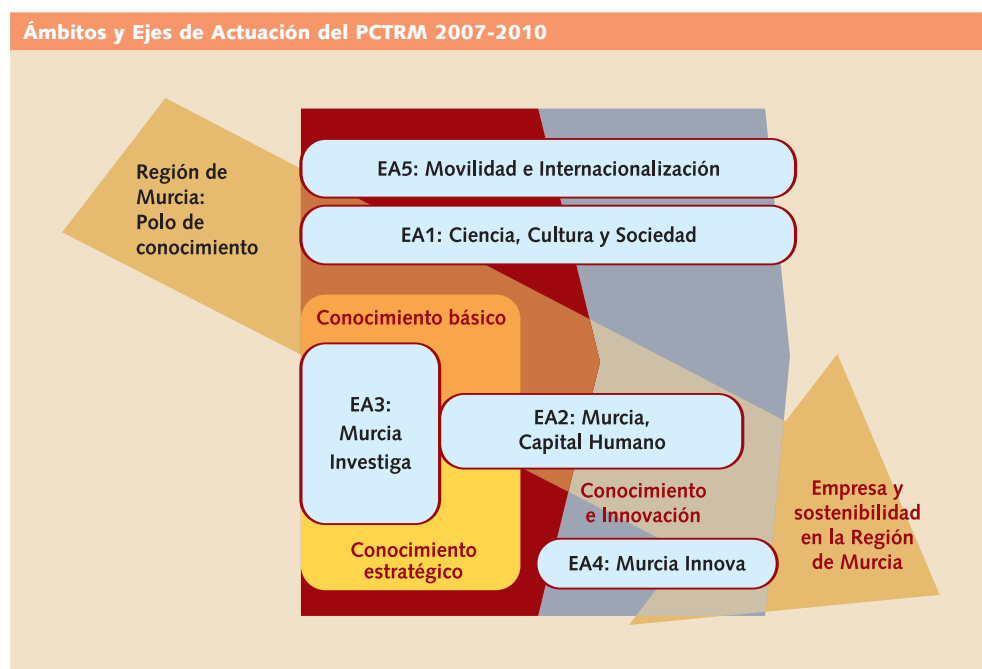 Ámbitos y Ejes de Actuación del PCTRM 2007-2010
Región de
Murcia:
Polo de
conocimiento
EA5: Movilidad e Internacionalización
EA1: Ciencia, Cultura y Sociedad
Conocimiento básico
EA3:
Murcia
Investiga
EA2: Murcia,
Capital Humano
Conocimiento
estratégico
Conocimiento
e Innovación
EA4: Murcia Innova
Empresa y
sostenibilidad
en la Región
de Murcia